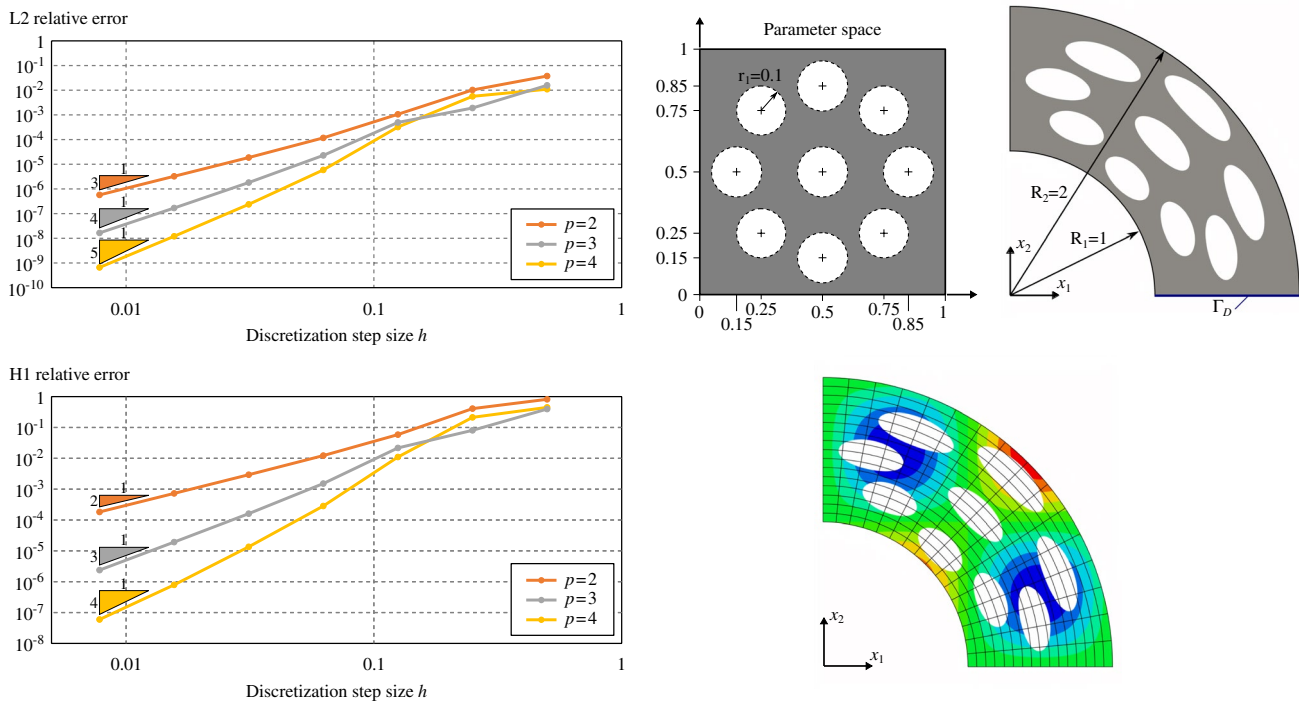 L2 relative error
1
10⁻¹
10⁻²
10⁻³
10⁻⁴
10⁻⁵
10⁻⁶
10⁻⁷
10⁻⁸
10⁻⁹
10⁻¹⁰
1
3
1
4
1
5
p=2
p=3
p=4
0.01 0.1 1
Discretization step size h
Parameter space
1
0.85
0.75
0.5
0.25
0.15
0
r₁=0.1
0 0.25 0.5 0.75 1
0.15 0.85
R₂=2
R₁=1
x₂
x₁
Γ_D
H1 relative error
1
10⁻¹
10⁻²
10⁻³
10⁻⁴
10⁻⁵
10⁻⁶
10⁻⁷
10⁻⁸
1
2
1
3
1
4
p=2
p=3
p=4
0.01 0.1 1
Discretization step size h
x₂
x₁